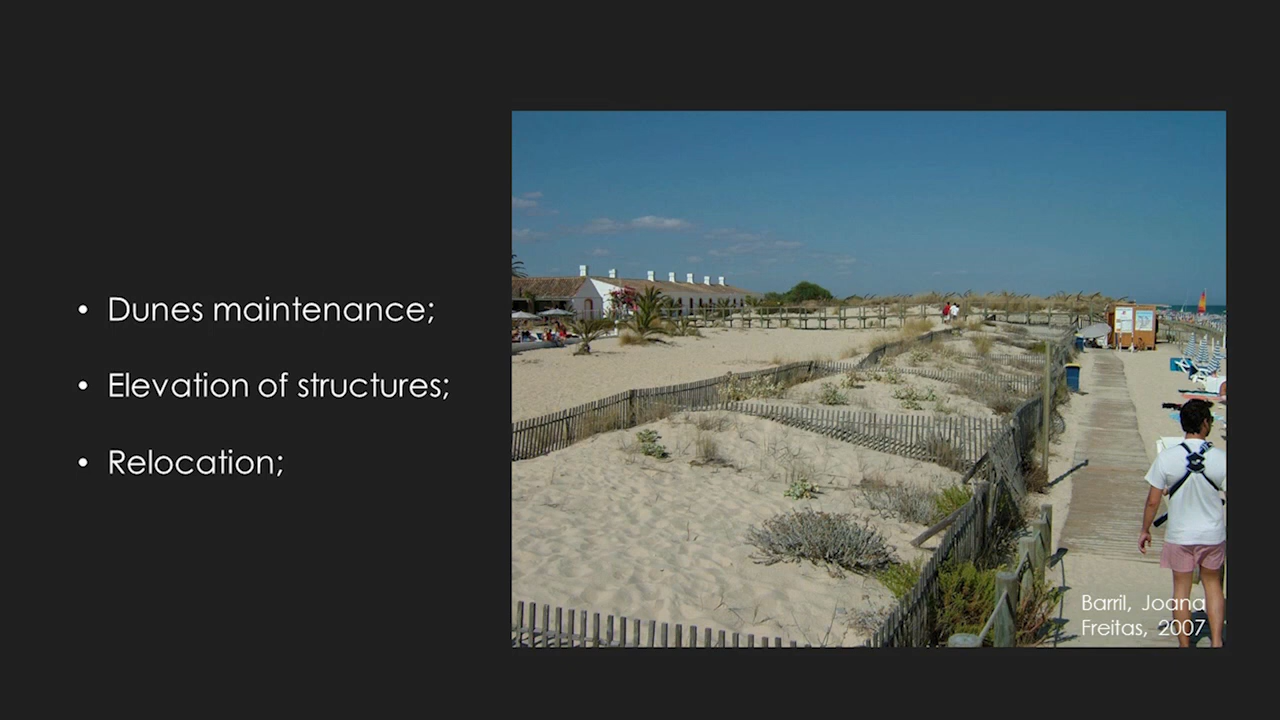 • Dunes maintenance;
• Elevation of structures;
• Relocation;
Barril, Joana
Freitas, 2007